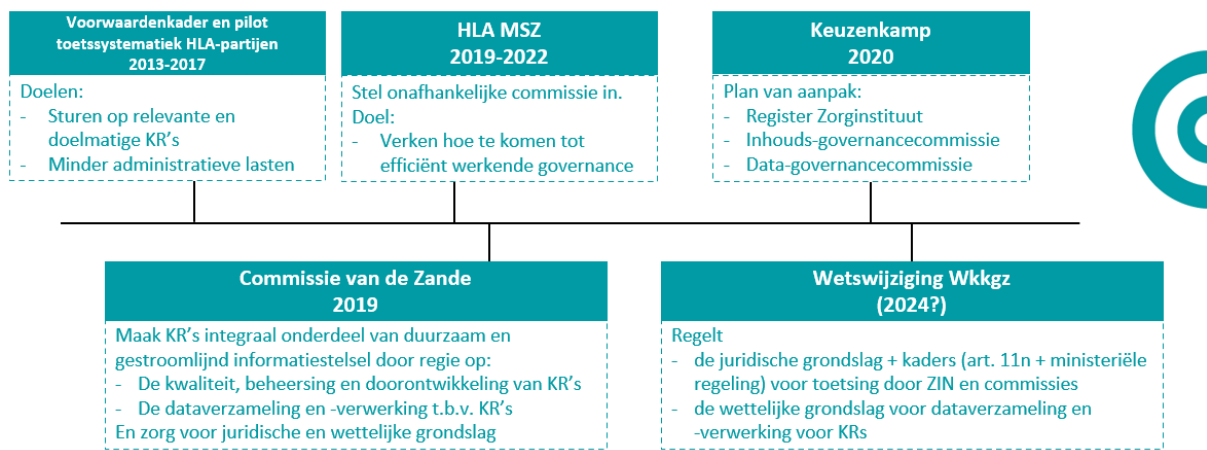 Voorwaardenkader en pilot
toetssystematiek HLA-partijen
2013-2017
Doelen:
- Sturen op relevante en
doelmatige KR's
- Minder administratieve lasten
HLA MSZ
2019-2022
Stel onafhankelijke commissie in.
Doel:
- Verken hoe te komen tot
efficiënt werkende governance
Keuzenkamp
2020
Plan van aanpak:
- Register Zorginstituut
- Inhouds-governancecommissie
- Data-governancecommissie
Commissie van de Zande
2019
Maak KR's integraal onderdeel van duurzaam en
gestroomlijnd informatiestelsel door regie op:
- De kwaliteit, beheersing en doorontwikkeling van KR's
- De dataverzameling en -verwerking t.b.v. KR's
En zorg voor juridische en wettelijke grondslag
Wetswijziging Wkkgz
(2024?)
Regelt
- de juridische grondslag + kaders (art. 11n + ministeriële
regeling) voor toetsing door ZIN en commissies
- de wettelijke grondslag voor dataverzameling en
-verwerking voor KRs